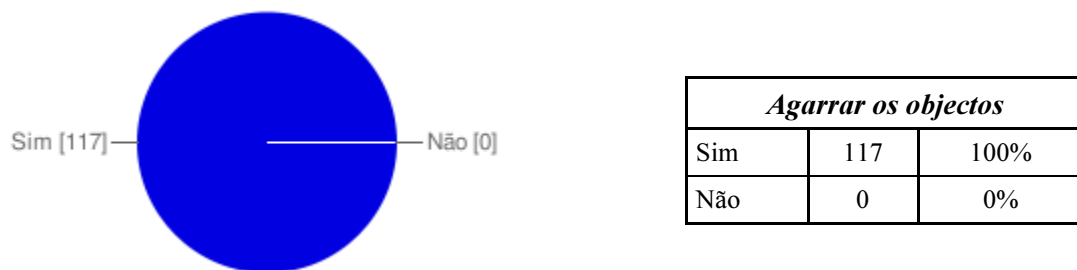 Sim [117]
Não [0]
Agarrar os objectos
Sim 117 100%
Não 0 0%